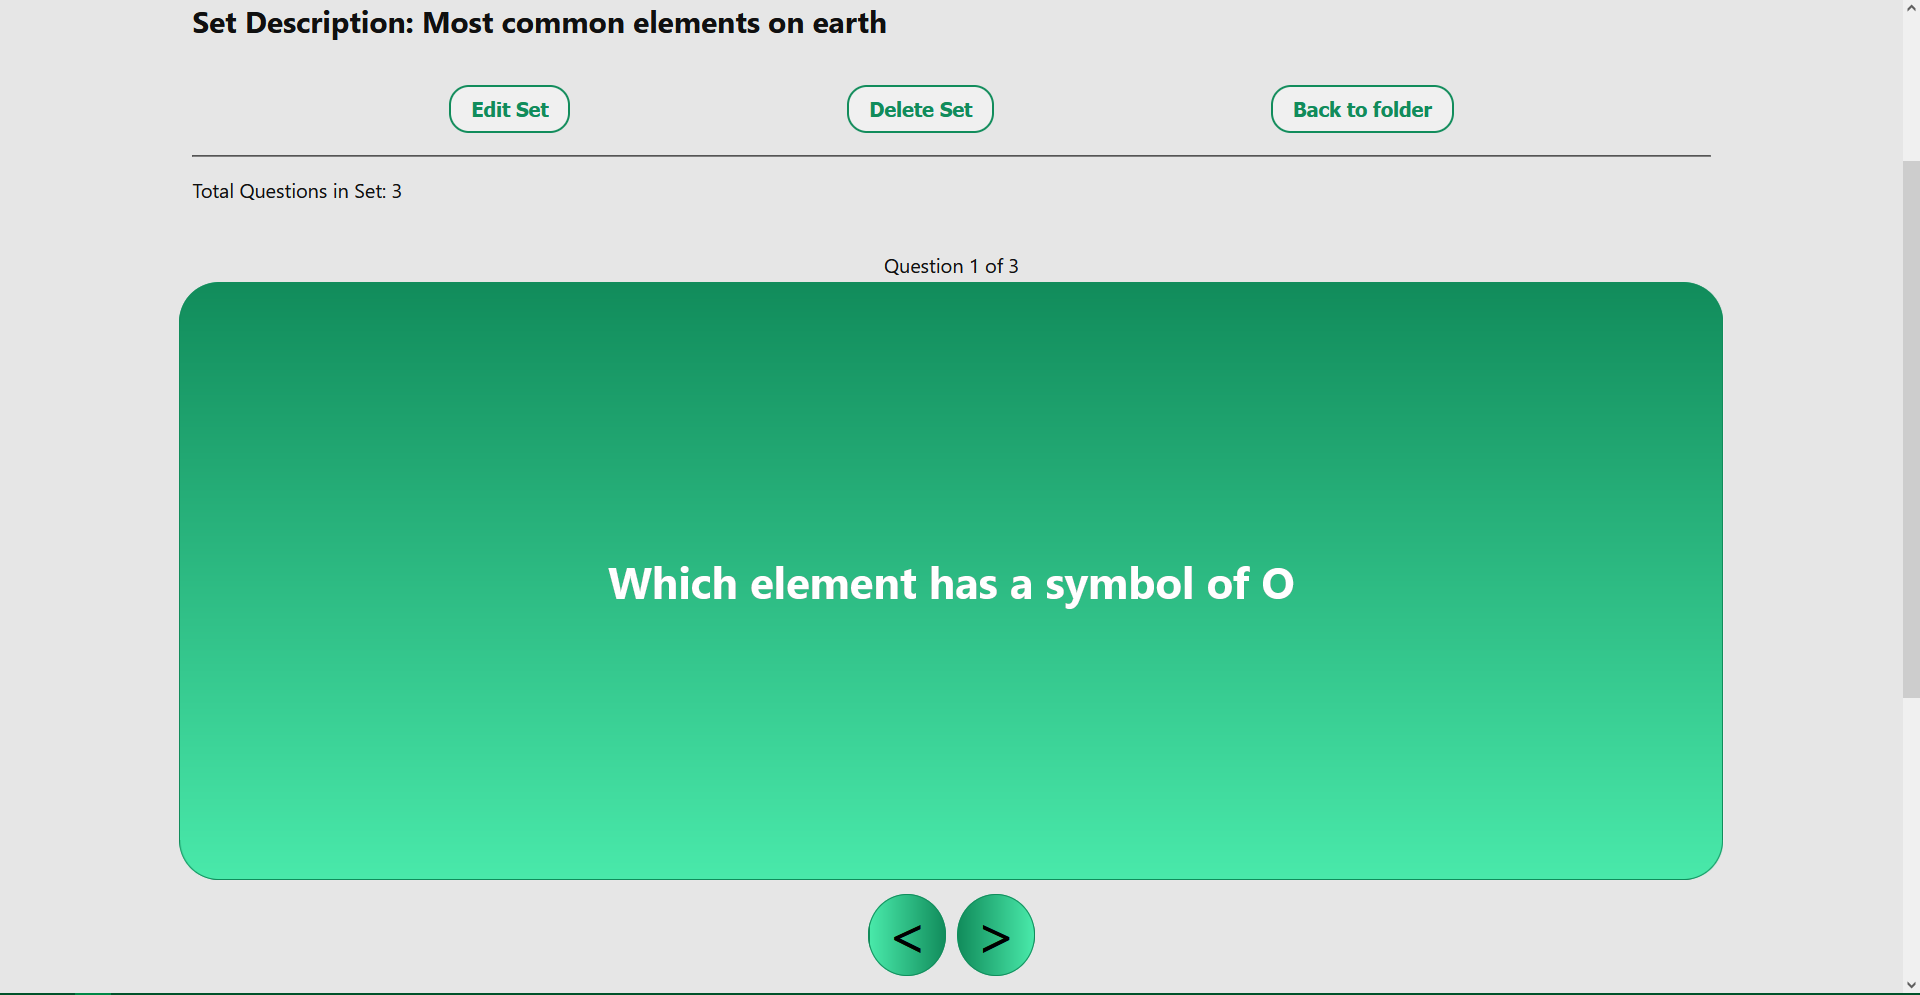 Set Description: Most common elements on earth
Edit Set
Delete Set
Back to folder
Total Questions in Set: 3
Question 1 of 3
Which element has a symbol of O
< >